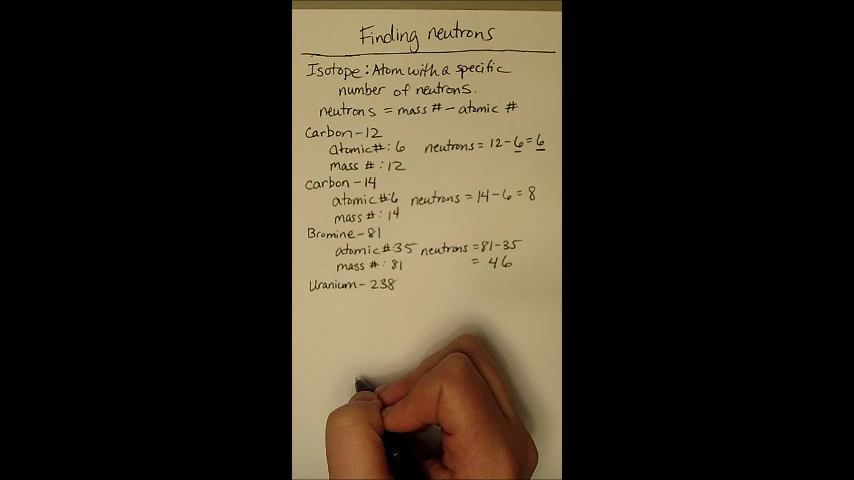 Finding neutrons
Isotope: Atom with a specific
number of neutrons.
neutrons = mass # - atomic #
Carbon-12
atomic #: 6 neutrons = 12 - 6 = 6
mass #: 12
Carbon-14
atomic #: 6 neutrons = 14 - 6 = 8
mass #: 14
Bromine-81
atomic #: 35 neutrons = 81 - 35
mass #: 81 = 46
Uranium-238